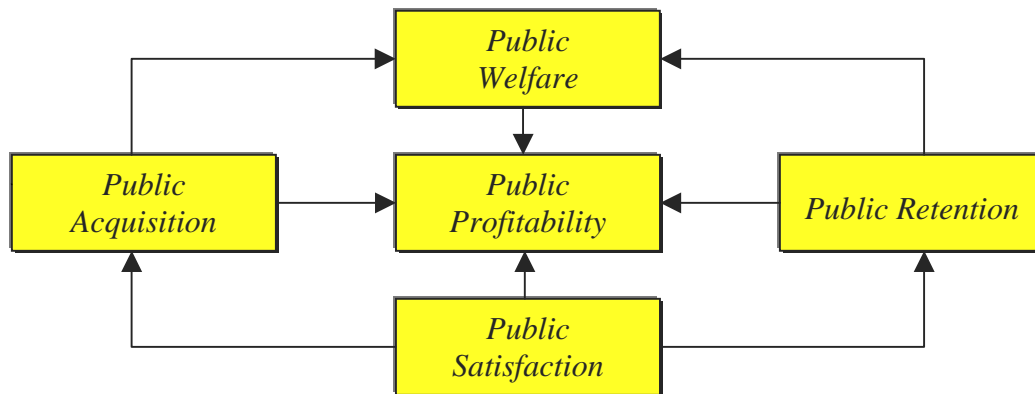 Public
Welfare
Public
Acquisition
Public
Profitability
Public Retention
Public
Satisfaction